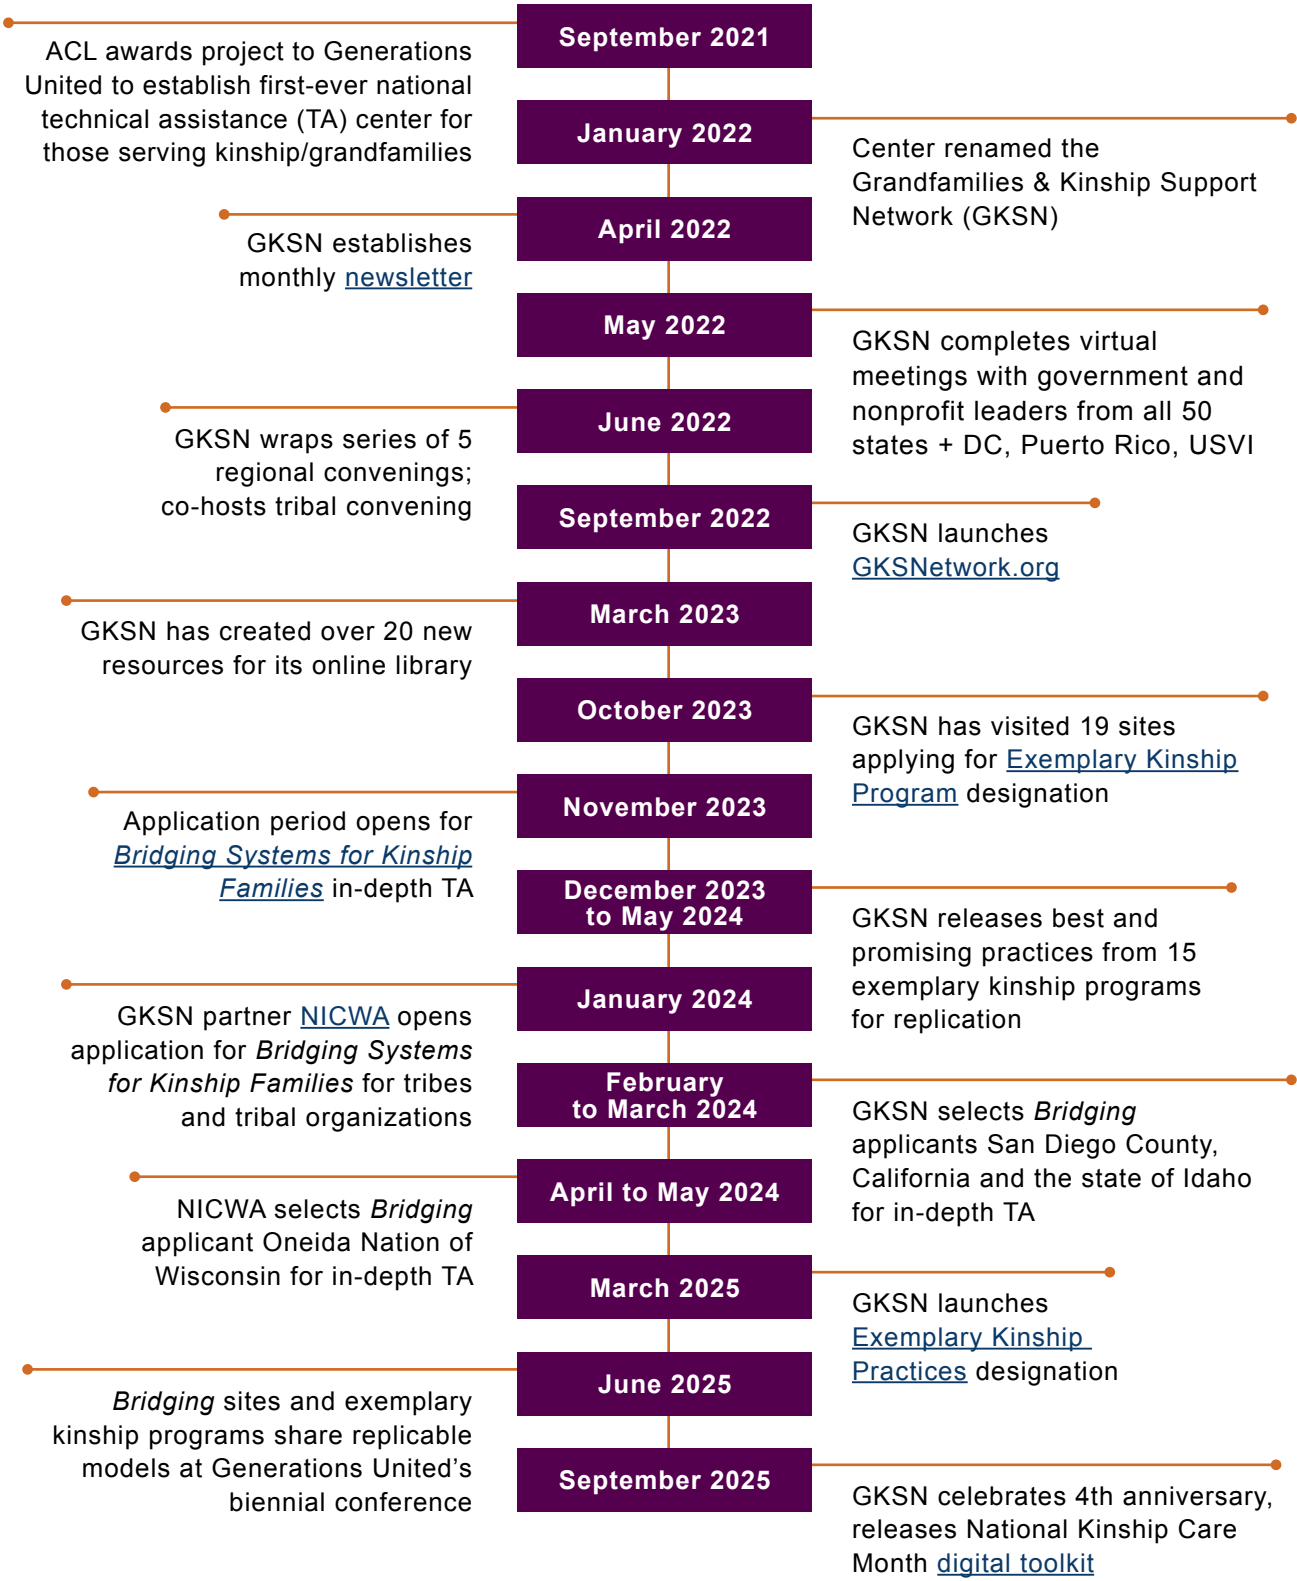 September 2021
ACL awards project to Generations
United to establish first-ever national
technical assistance (TA) center for
those serving kinship/grandfamilies
January 2022
Center renamed the
Grandfamilies & Kinship Support
Network (GKSN)
April 2022
GKSN establishes
monthly newsletter
May 2022
GKSN completes virtual
meetings with government and
nonprofit leaders from all 50
states + DC, Puerto Rico, USVI
June 2022
GKSN wraps series of 5
regional convenings;
co-hosts tribal convening
September 2022
GKSN launches
GKSNetwork.org
March 2023
GKSN has created over 20 new
resources for its online library
October 2023
GKSN has visited 19 sites
applying for Exemplary Kinship
Program designation
November 2023
Application period opens for
Bridging Systems for Kinship
Families in-depth TA
December 2023
to May 2024
GKSN releases best and
promising practices from 15
exemplary kinship programs
for replication
January 2024
GKSN partner NICWA opens
application for Bridging Systems
for Kinship Families for tribes
and tribal organizations
February
to March 2024
GKSN selects Bridging
applicants San Diego County,
California and the state of Idaho
for in-depth TA
April to May 2024
NICWA selects Bridging
applicant Oneida Nation of
Wisconsin for in-depth TA
March 2025
GKSN launches
Exemplary Kinship
Practices designation
June 2025
Bridging sites and exemplary
kinship programs share replicable
models at Generations United's
biennial conference
September 2025
GKSN celebrates 4th anniversary,
releases National Kinship Care
Month digital toolkit